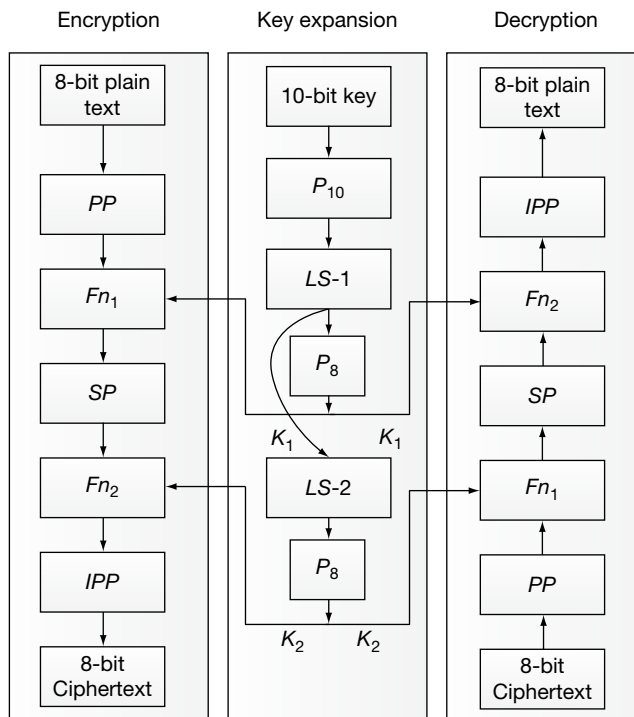 Encryption
8-bit plain
text
PP
Fn₁
SP
Fn₂
IPP
8-bit
Ciphertext
Key expansion
10-bit key
P₁₀
LS-1
P₈
K₁ K₁
LS-2
P₈
K₂ K₂
Decryption
8-bit plain
text
IPP
Fn₂
SP
Fn₁
PP
8-bit
Ciphertext